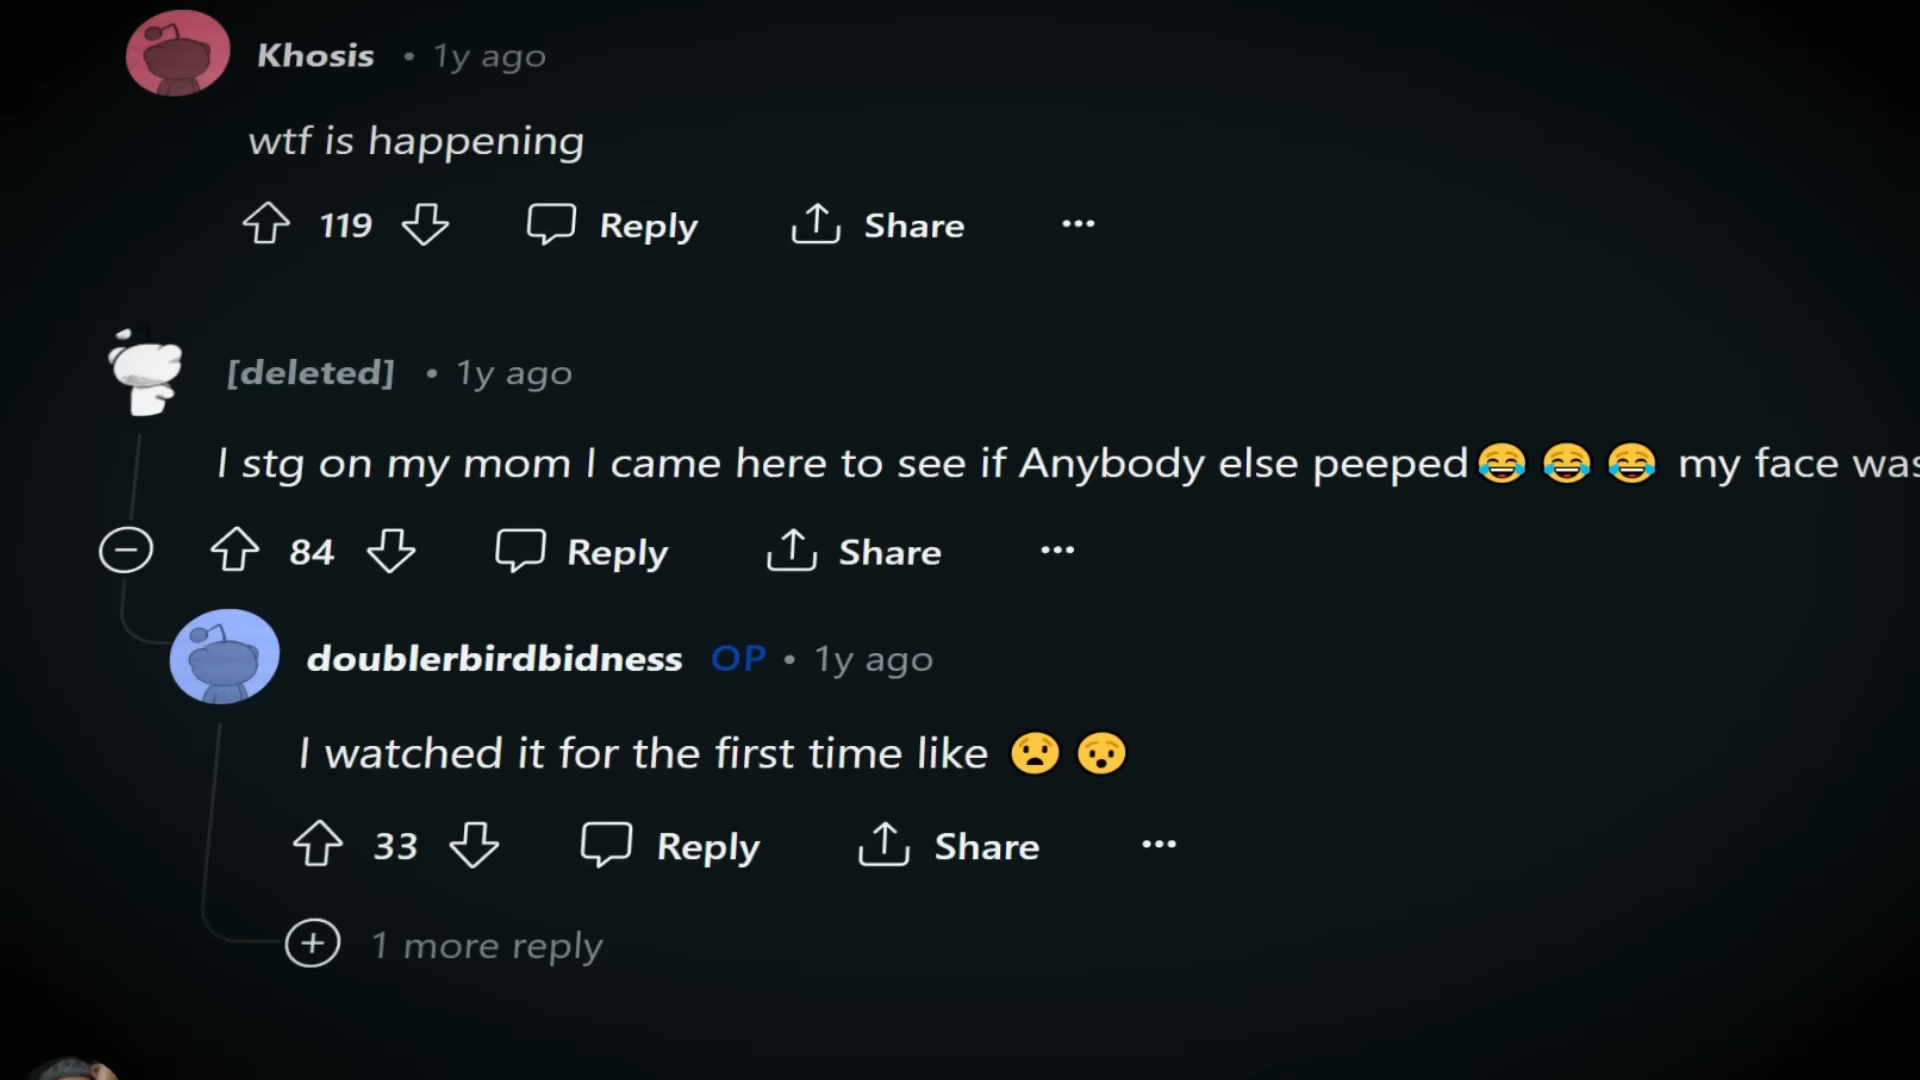 Khosis • 1y ago
wtf is happening
119 Reply Share ...
[deleted] • 1y ago
I stg on my mom I came here to see if Anybody else peeped😂😂😂 my face was
84 Reply Share ...
doublerbirdbidness OP • 1y ago
I watched it for the first time like 😧😯
33 Reply Share ...
1 more reply